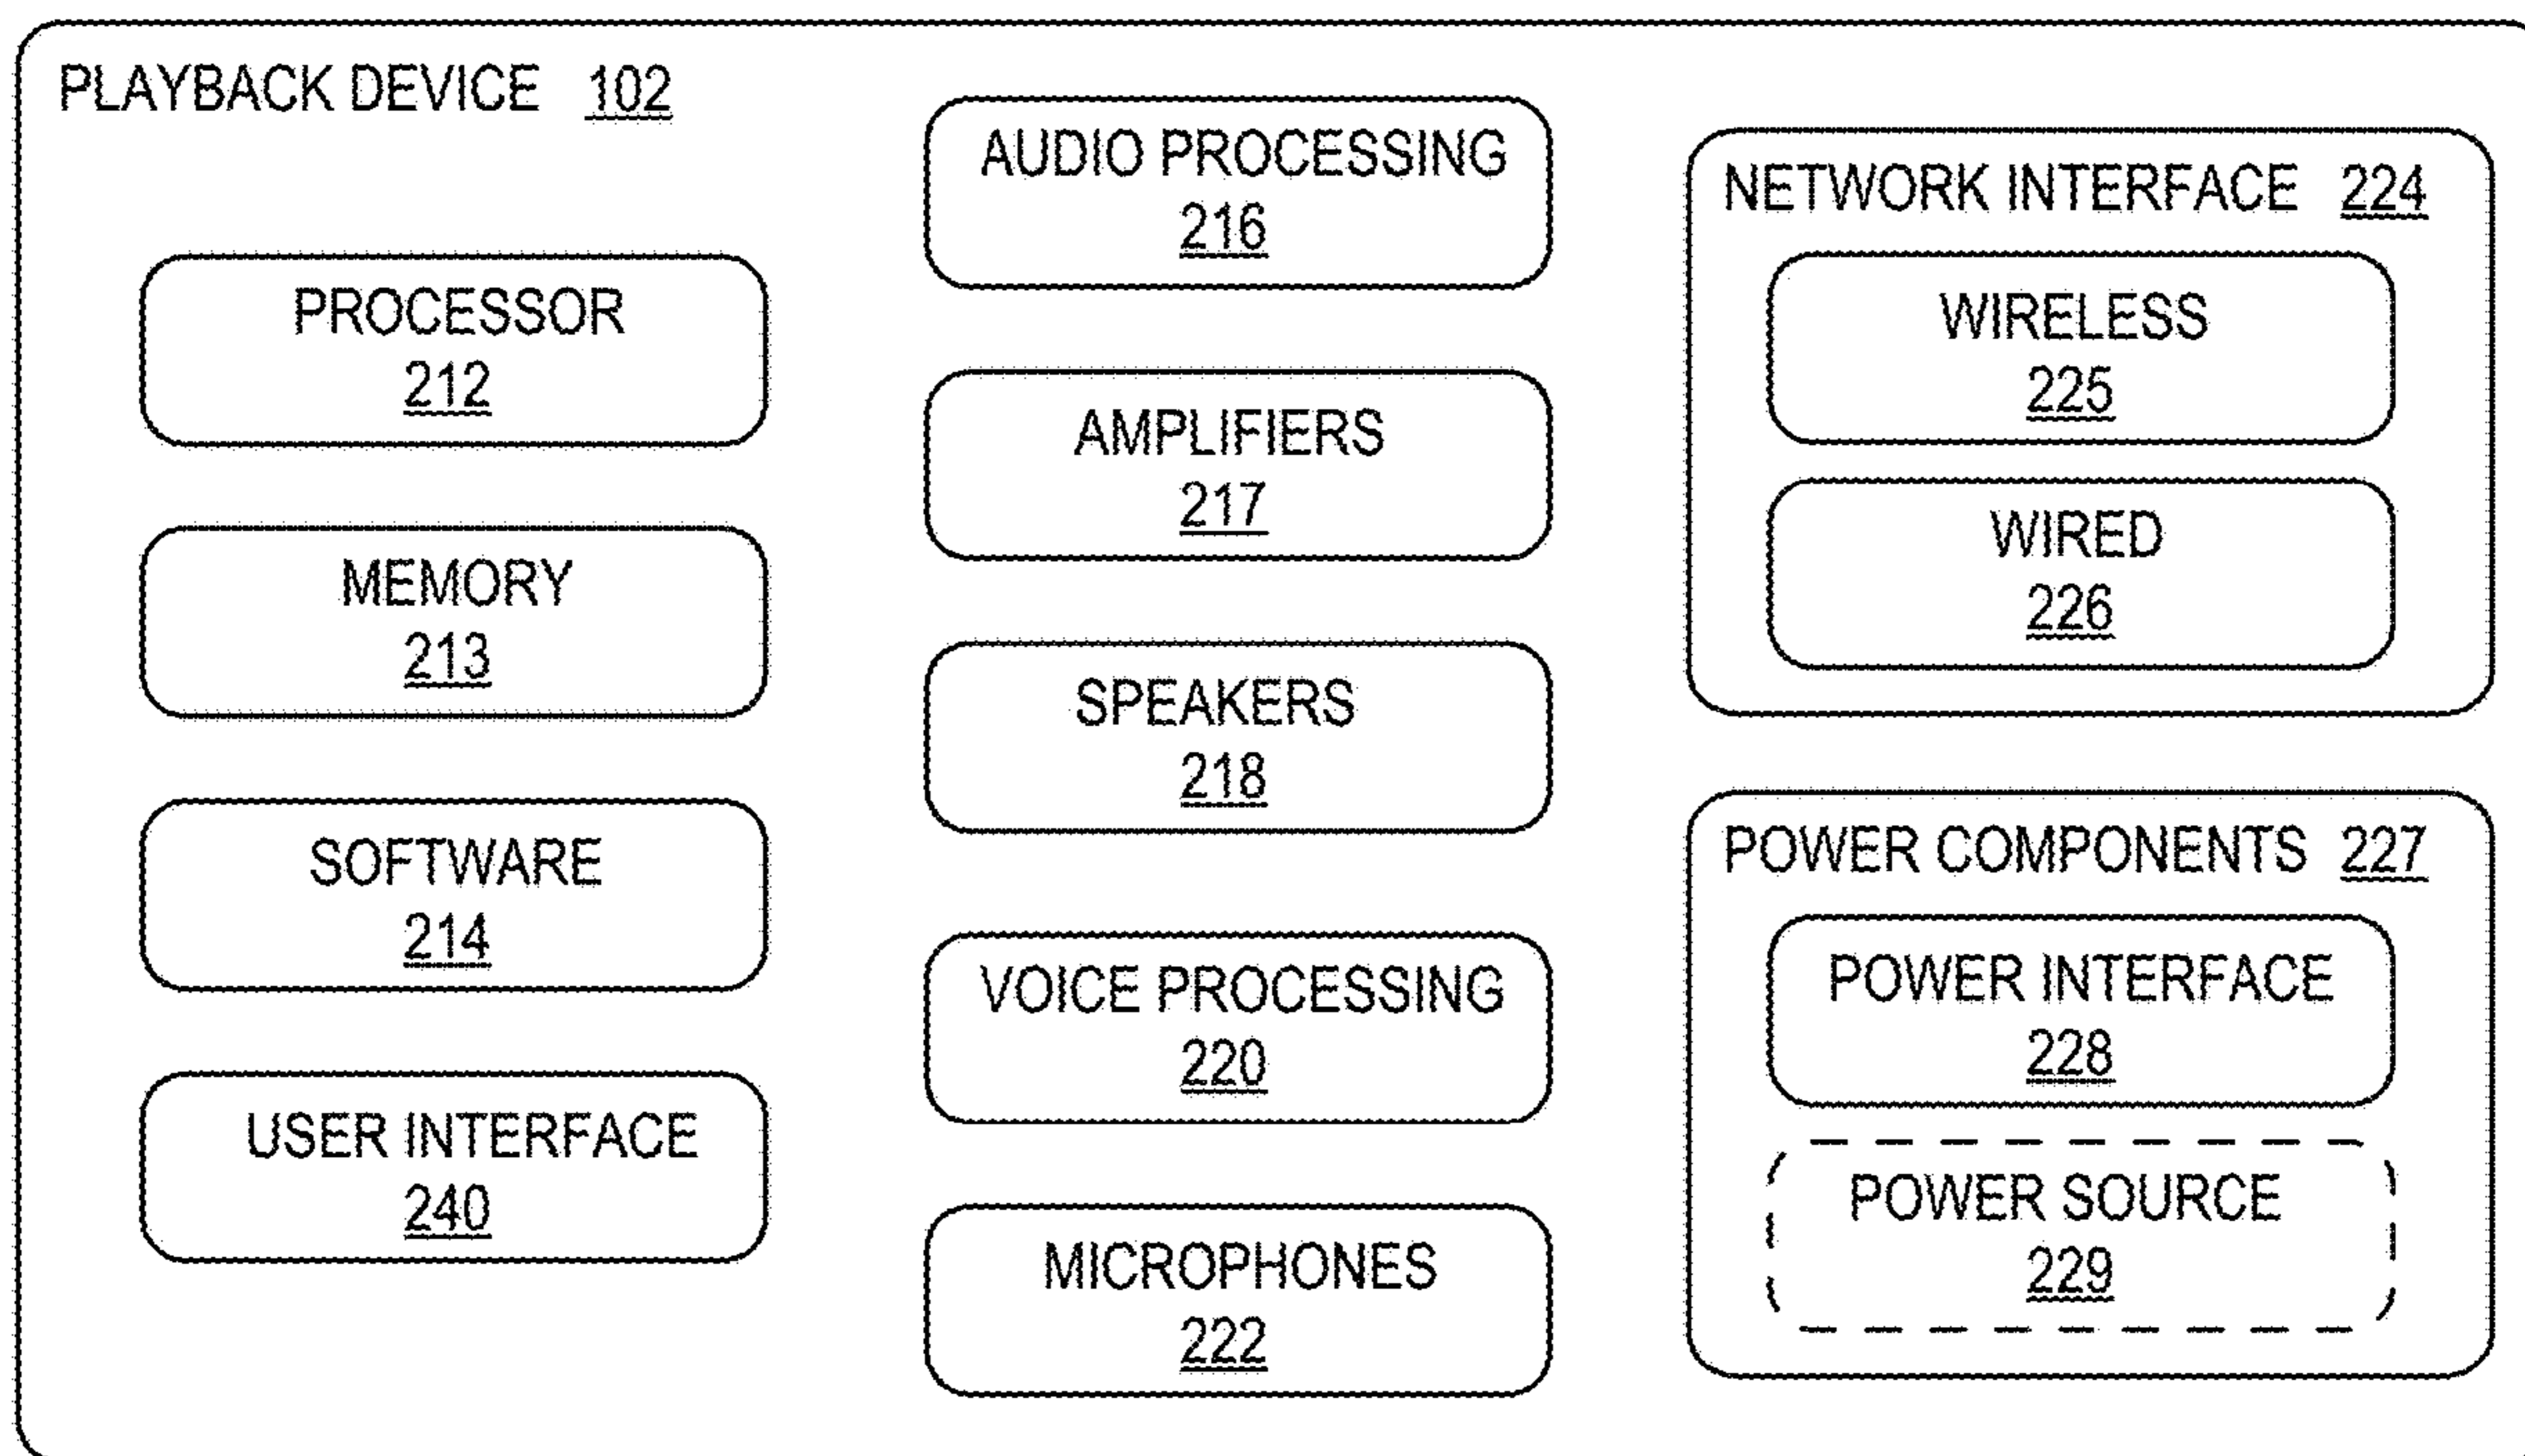 PLAYBACK DEVICE 102
PROCESSOR
212
MEMORY
213
SOFTWARE
214
USER INTERFACE
240
AUDIO PROCESSING
216
AMPLIFIERS
217
SPEAKERS
218
VOICE PROCESSING
220
MICROPHONES
222
NETWORK INTERFACE 224
WIRELESS
225
WIRED
226
POWER COMPONENTS 227
POWER INTERFACE
228
POWER SOURCE
229